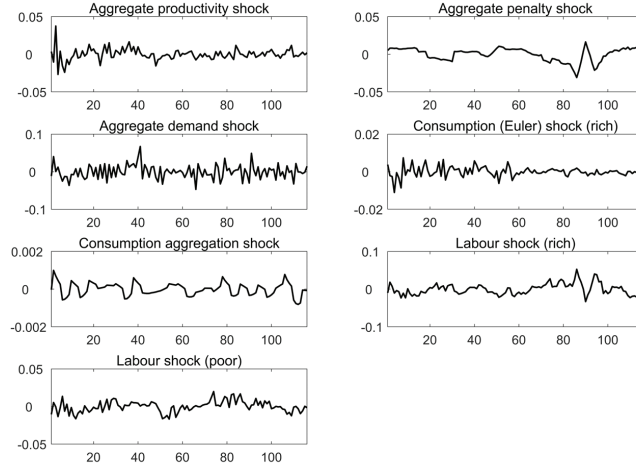 Aggregate productivity shock
0.05
0
-0.05
20 40 60 80 100
Aggregate penalty shock
0.05
0
-0.05
20 40 60 80 100
Aggregate demand shock
0.1
0
-0.1
20 40 60 80 100
Consumption (Euler) shock (rich)
0.02
0
-0.02
20 40 60 80 100
Consumption aggregation shock
0.002
0
-0.002
20 40 60 80 100
Labour shock (rich)
0.1
0
-0.1
20 40 60 80 100
Labour shock (poor)
0.05
0
-0.05
20 40 60 80 100